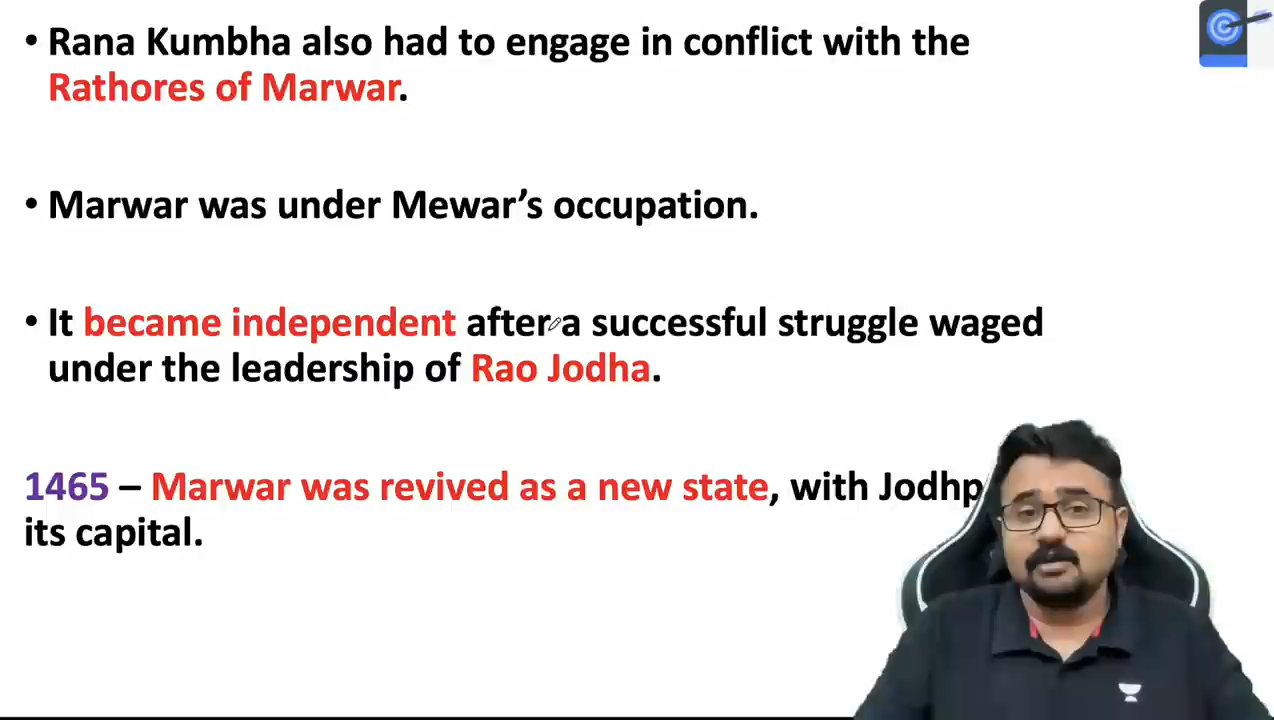 • Rana Kumbha also had to engage in conflict with the
Rathores of Marwar.
• Marwar was under Mewar’s occupation.
• It became independent after a successful struggle waged
under the leadership of Rao Jodha.
1465 – Marwar was revived as a new state, with Jodhp
its capital.